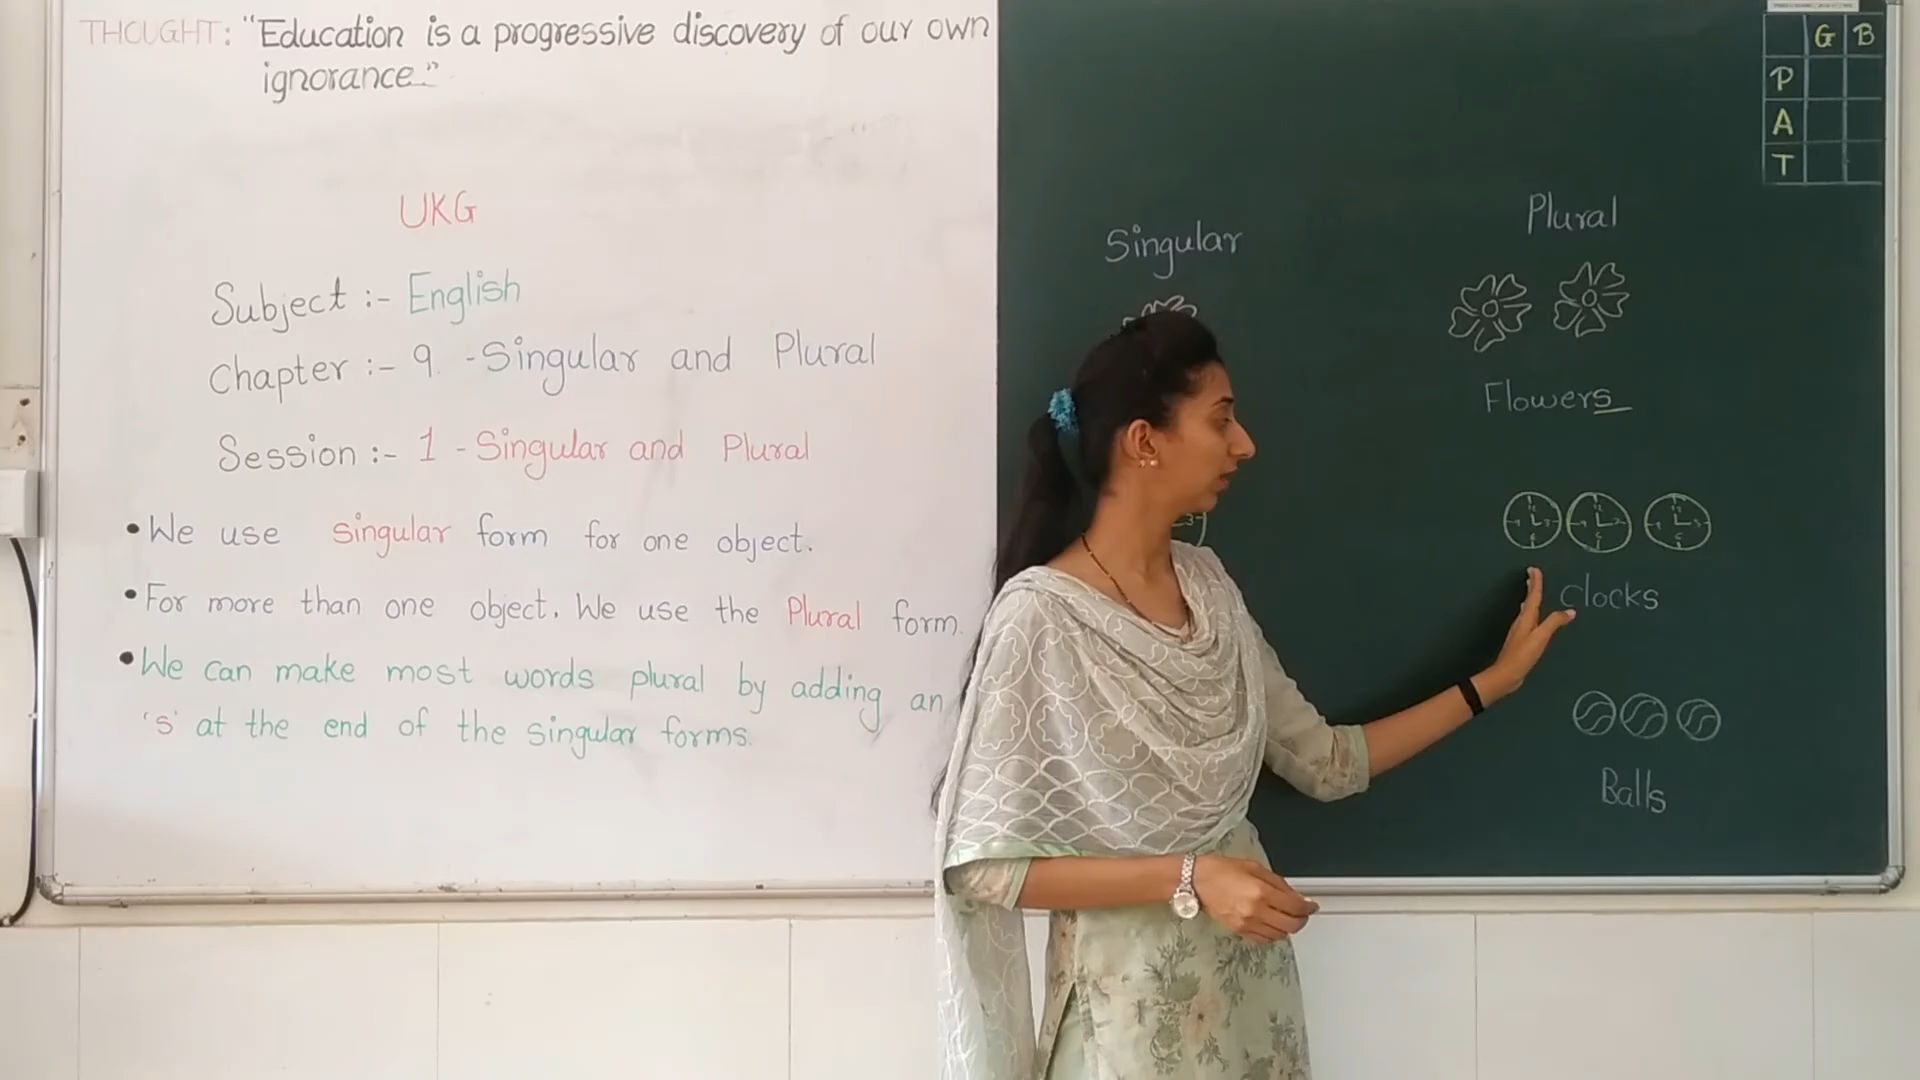 THOUGHT: "Education is a progressive discovery of our own
ignorance."
UKG
Subject :- English
Chapter :- 9 - Singular and Plural
Session :- 1 - Singular and Plural
• We use singular form for one object.
• For more than one object. We use the Plural form.
• We can make most words plural by adding an
's' at the end of the singular forms.
G B
P
A
T
Singular
Plural
Flowers
Clocks
Balls